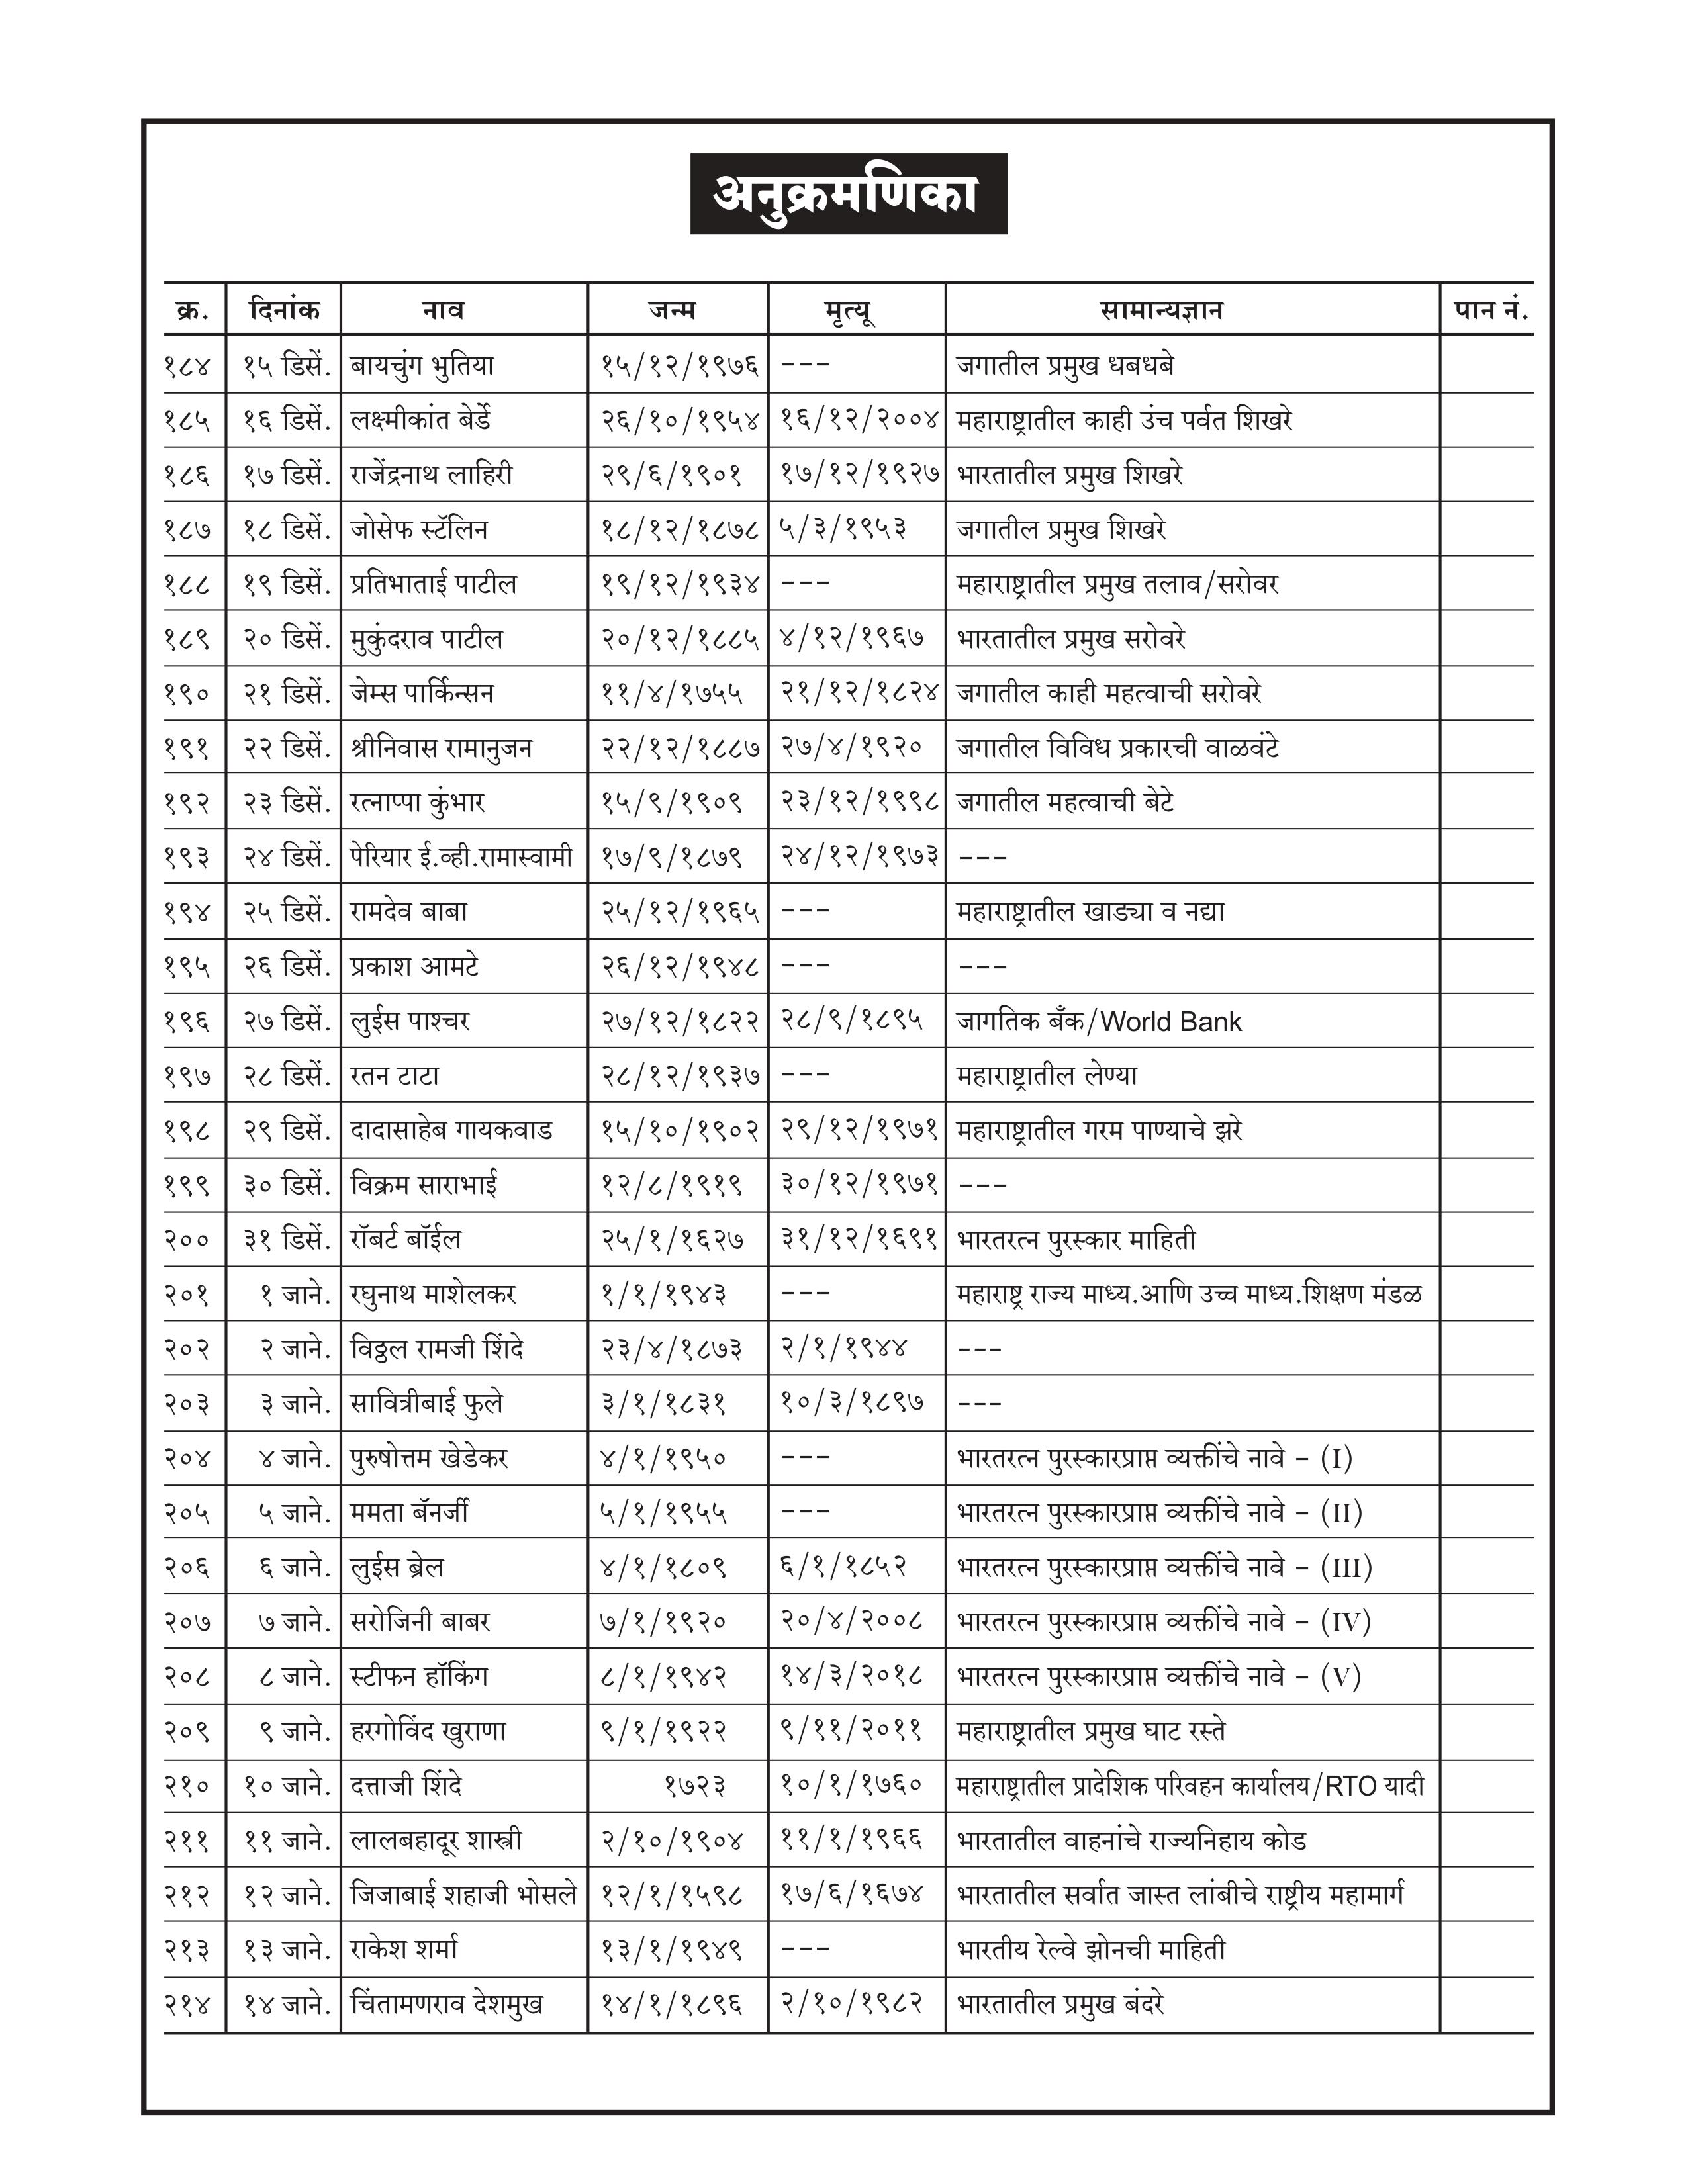 अनुक्रमणिका
क्र. दिनांक नाव जन्म मृत्यू सामान्यज्ञान पान नं.
१८४ १५ डिसें. बायचुंग भुतिया १५/१२/१९७६ --- जगातील प्रमुख धबधबे
१८५ १६ डिसें. लक्ष्मीकांत बेर्डे २६/१०/१९५४ १६/१२/२००४ महाराष्ट्रातील काही उंच पर्वत शिखरे
१८६ १७ डिसें. राजेंद्रनाथ लाहिरी २९/६/१९०१ १७/१२/१९२७ भारतातील प्रमुख शिखरे
१८७ १८ डिसें. जोसेफ स्टॅलिन १८/१२/१८७८ ५/३/१९५३ जगातील प्रमुख शिखरे
१८८ १९ डिसें. प्रतिभाताई पाटील १९/१२/१९३४ --- महाराष्ट्रातील प्रमुख तलाव/सरोवर
१८९ २० डिसें. मुकुंदराव पाटील २०/१२/१८८५ ४/१२/१९६७ भारतातील प्रमुख सरोवरे
१९० २१ डिसें. जेम्स पार्किन्सन ११/४/१७५५ २१/१२/१८२४ जगातील काही महत्वाची सरोवरे
१९१ २२ डिसें. श्रीनिवास रामानुजन २२/१२/१८८७ २७/४/१९२० जगातील विविध प्रकारची वाळवंटे
१९२ २३ डिसें. रत्नाप्पा कुंभार १५/९/१९०९ २३/१२/१९९८ जगातील महत्वाची बेटे
१९३ २४ डिसें. पेरियार ई.व्ही.रामास्वामी १७/९/१८७९ २४/१२/१९७३ ---
१९४ २५ डिसें. रामदेव बाबा २५/१२/१९६५ --- महाराष्ट्रातील खाड्या व नद्या
१९५ २६ डिसें. प्रकाश आमटे २६/१२/१९४८ --- ---
१९६ २७ डिसें. लुईस पाश्चर २७/१२/१८२२ २८/९/१८९५ जागतिक बँक/World Bank
१९७ २८ डिसें. रतन टाटा २८/१२/१९३७ --- महाराष्ट्रातील लेण्या
१९८ २९ डिसें. दादासाहेब गायकवाड १५/१०/१९०२ २९/१२/१९७१ महाराष्ट्रातील गरम पाण्याचे झरे
१९९ ३० डिसें. विक्रम साराभाई १२/८/१९१९ ३०/१२/१९७१ ---
२०० ३१ डिसें. रॉबर्ट बॉईल २५/१/१६२७ ३१/१२/१६९१ भारतरत्न पुरस्कार माहिती
२०१ १ जाने. रघुनाथ माशेलकर १/१/१९४३ --- महाराष्ट्र राज्य माध्य.आणि उच्च माध्य.शिक्षण मंडळ
२०२ २ जाने. विठ्ठल रामजी शिंदे २३/४/१८७३ २/१/१९४४ ---
२०३ ३ जाने. सावित्रीबाई फुले ३/१/१८३१ १०/३/१८९७ ---
२०४ ४ जाने. पुरुषोत्तम खेडेकर ४/१/१९५० --- भारतरत्न पुरस्कारप्राप्त व्यक्तींचे नावे - (I)
२०५ ५ जाने. ममता बॅनर्जी ५/१/१९५५ --- भारतरत्न पुरस्कारप्राप्त व्यक्तींचे नावे - (II)
२०६ ६ जाने. लुईस ब्रेल ४/१/१८०९ ६/१/१८५२ भारतरत्न पुरस्कारप्राप्त व्यक्तींचे नावे - (III)
२०७ ७ जाने. सरोजिनी बाबर ७/१/१९२० २०/४/२००८ भारतरत्न पुरस्कारप्राप्त व्यक्तींचे नावे - (IV)
२०८ ८ जाने. स्टीफन हॉकिंग ८/१/१९४२ १४/३/२०१८ भारतरत्न पुरस्कारप्राप्त व्यक्तींचे नावे - (V)
२०९ ९ जाने. हरगोविंद खुराणा ९/१/१९२२ ९/११/२०११ महाराष्ट्रातील प्रमुख घाट रस्ते
२१० १० जाने. दत्ताजी शिंदे १७२३ १०/१/१७६० महाराष्ट्रातील प्रादेशिक परिवहन कार्यालय/RTO यादी
२११ ११ जाने. लालबहादूर शास्त्री २/१०/१९०४ ११/१/१९६६ भारतातील वाहनांचे राज्यनिहाय कोड
२१२ १२ जाने. जिजाबाई शहाजी भोसले १२/१/१५९८ १७/६/१६७४ भारतातील सर्वात जास्त लांबीचे राष्ट्रीय महामार्ग
२१३ १३ जाने. राकेश शर्मा १३/१/१९४९ --- भारतीय रेल्वे झोनची माहिती
२१४ १४ जाने. चिंतामणराव देशमुख १४/१/१८९६ २/१०/१९८२ भारतातील प्रमुख बंदरे